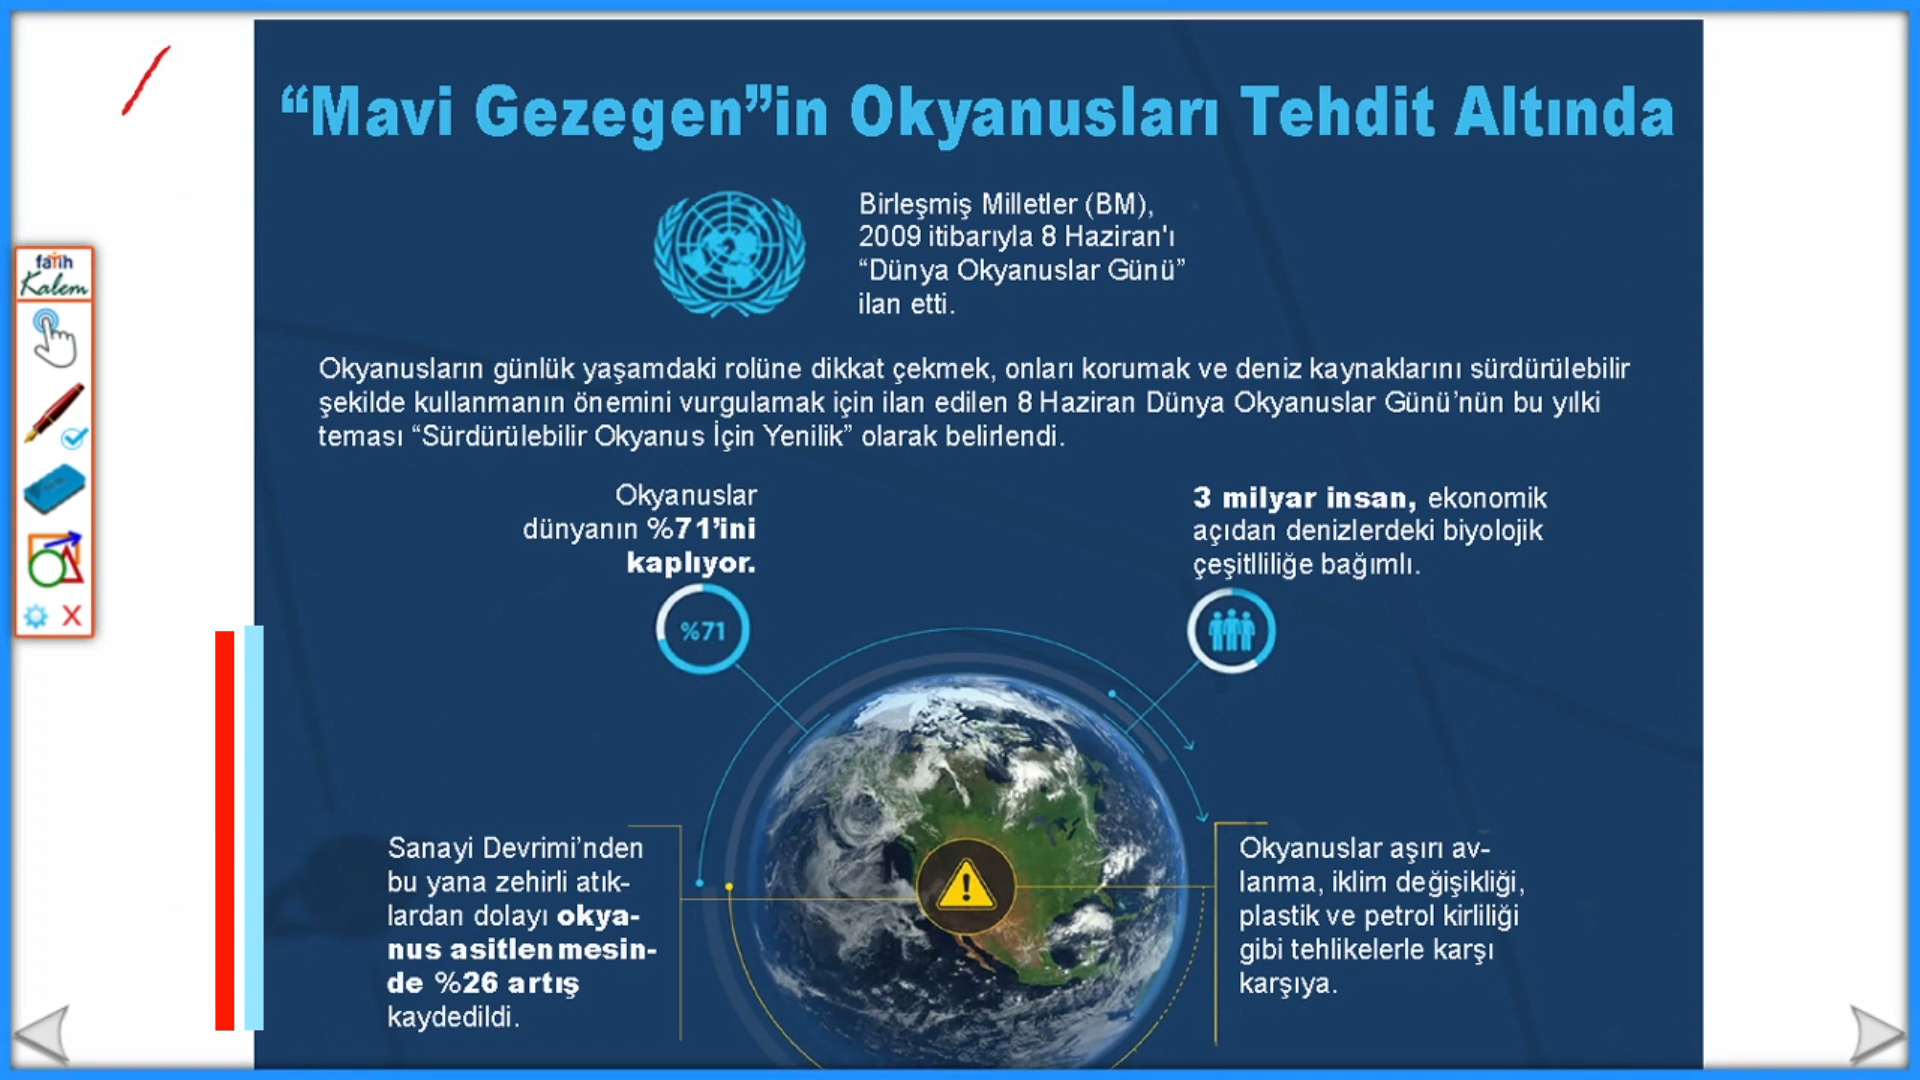 “Mavi Gezegen”in Okyanusları Tehdit Altında
Birleşmiş Milletler (BM),
2009 itibarıyla 8 Haziran'ı
“Dünya Okyanuslar Günü”
ilan etti.
fatih
Kalem
Okyanusların günlük yaşamdaki rolüne dikkat çekmek, onları korumak ve deniz kaynaklarını sürdürülebilir
şekilde kullanmanın önemini vurgulamak için ilan edilen 8 Haziran Dünya Okyanuslar Günü’nün bu yılki
teması “Sürdürülebilir Okyanus İçin Yenilik” olarak belirlendi.
Okyanuslar
dünyanın %71’ini
kaplıyor.
%71
3 milyar insan, ekonomik
açıdan denizlerdeki biyolojik
çeşitlliliğe bağımlı.
Sanayi Devrimi’nden
bu yana zehirli atık-
lardan dolayı okya-
nus asitlenmesin-
de %26 artış
kaydedildi.
Okyanuslar aşırı av-
lanma, iklim değişikliği,
plastik ve petrol kirliliği
gibi tehlikelerle karşı
karşıya.